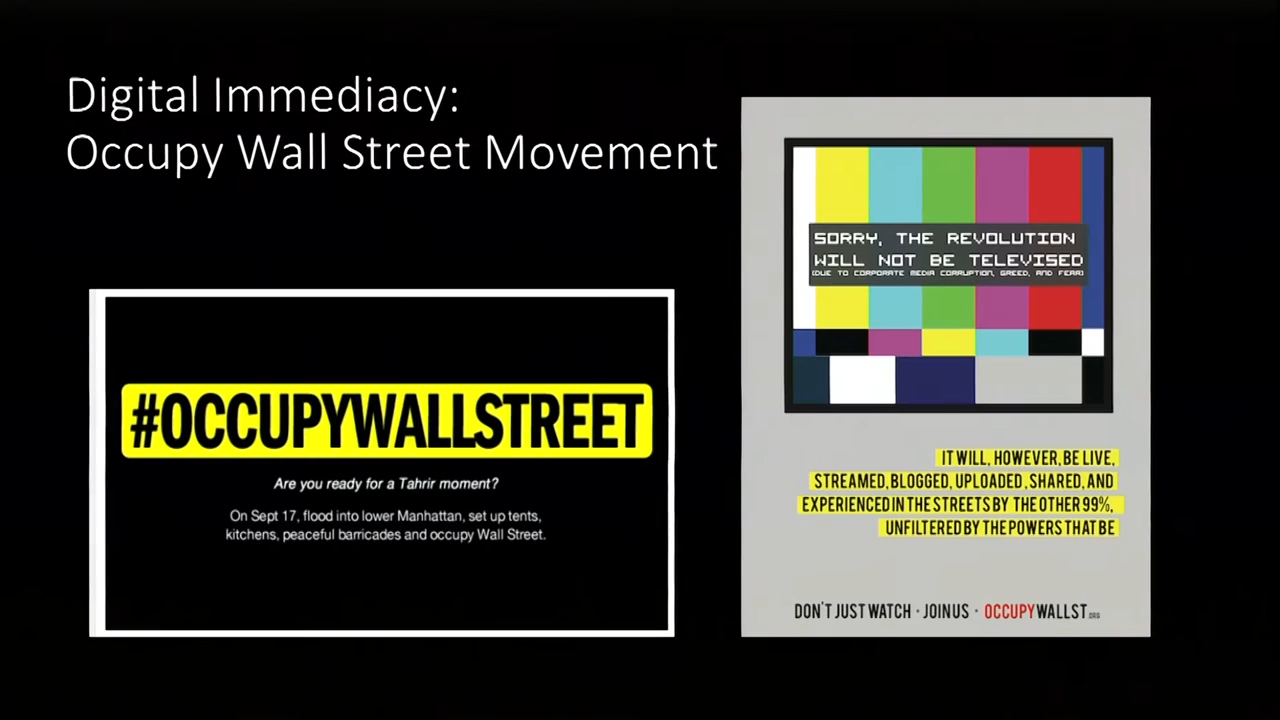 Digital Immediacy:
Occupy Wall Street Movement
#OCCUPYWALLSTREET
Are you ready for a Tahrir moment?
On Sept 17, flood into lower Manhattan, set up tents,
kitchens, peaceful barricades and occupy Wall Street.
SORRY, THE REVOLUTION
WILL NOT BE TELEVISED
(DUE TO CORPORATE MEDIA CORRUPTION, GREED, AND FEAR)
IT WILL, HOWEVER, BE LIVE,
STREAMED, BLOGGED, UPLOADED, SHARED, AND
EXPERIENCED IN THE STREETS BY THE OTHER 99%,
UNFILTERED BY THE POWERS THAT BE
DON'T JUST WATCH · JOIN US · OCCUPYWALLST.ORG